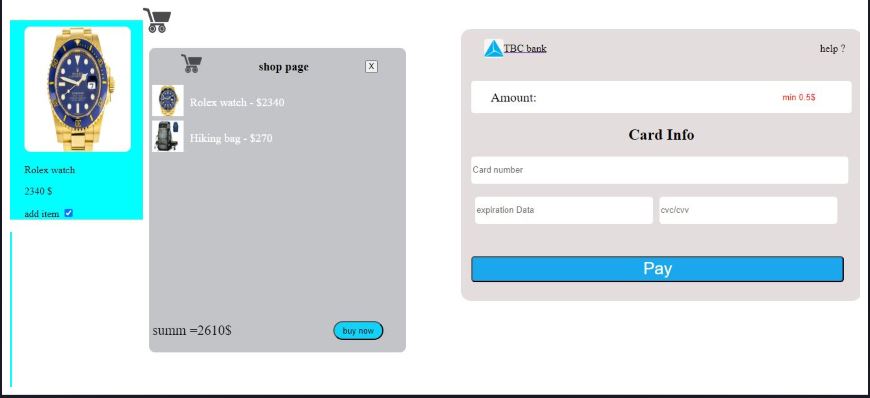 Rolex watch
2340 $
add item
shop page
X
Rolex watch - $2340
Hiking bag - $270
summ =2610$
buy now
TBC bank
help ?
Amount:
min 0.5$
Card Info
Card number
expiration Data
cvc/cvv
Pay